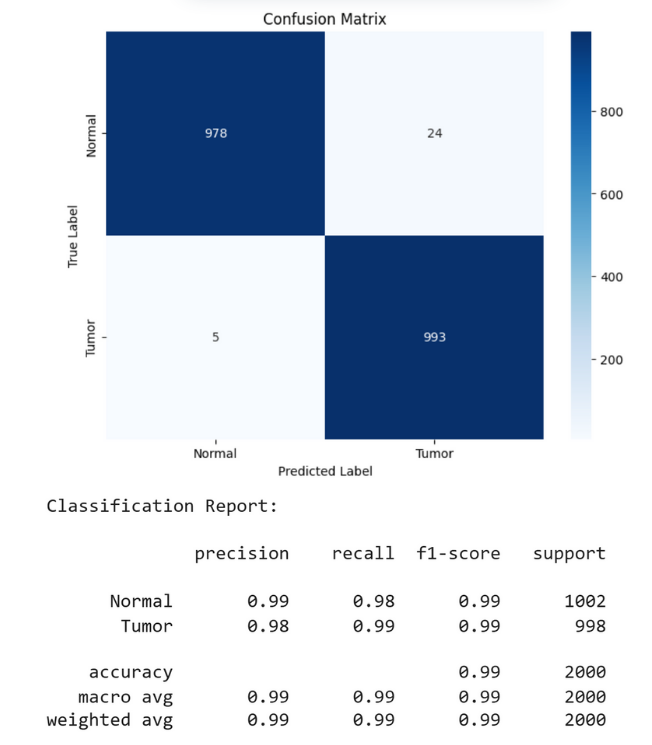 Confusion Matrix
Normal
978
24
800
600
True Label
400
Tumor
5
993
200
Normal
Tumor
Predicted Label
Classification Report:
precision recall f1-score support
Normal 0.99 0.98 0.99 1002
Tumor 0.98 0.99 0.99 998
accuracy 0.99 2000
macro avg 0.99 0.99 0.99 2000
weighted avg 0.99 0.99 0.99 2000